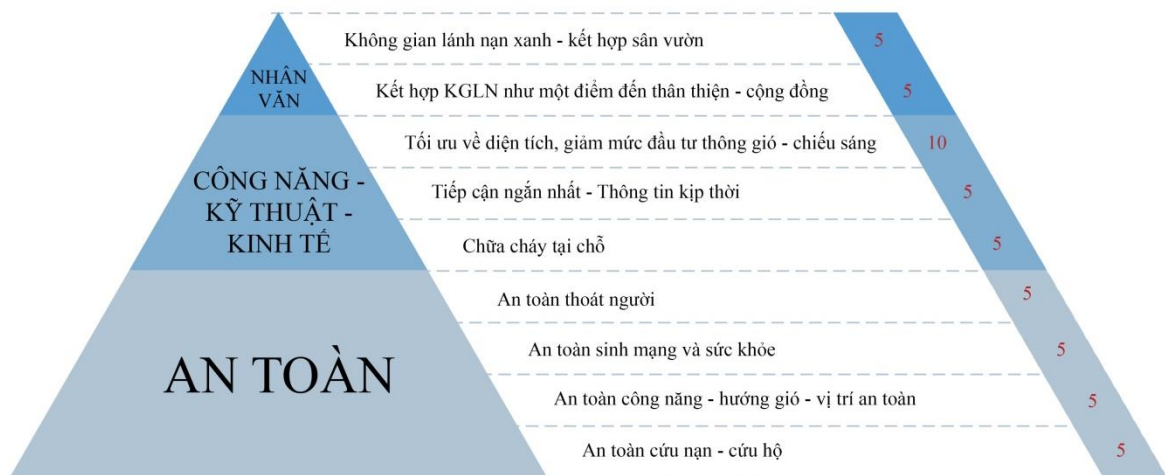 Không gian lánh nạn xanh - kết hợp sân vườn 5
NHÂN
VĂN
Kết hợp KGLN như một điểm đến thân thiện - cộng đồng 5
Tối ưu về diện tích, giảm mức đầu tư thông gió - chiếu sáng 10
CÔNG NĂNG -
KỸ THUẬT -
KINH TẾ
Tiếp cận ngắn nhất - Thông tin kịp thời 5
Chữa cháy tại chỗ 5
An toàn thoát người 5
AN TOÀN
An toàn sinh mạng và sức khỏe 5
An toàn công năng - hướng gió - vị trí an toàn 5
An toàn cứu nạn - cứu hộ 5